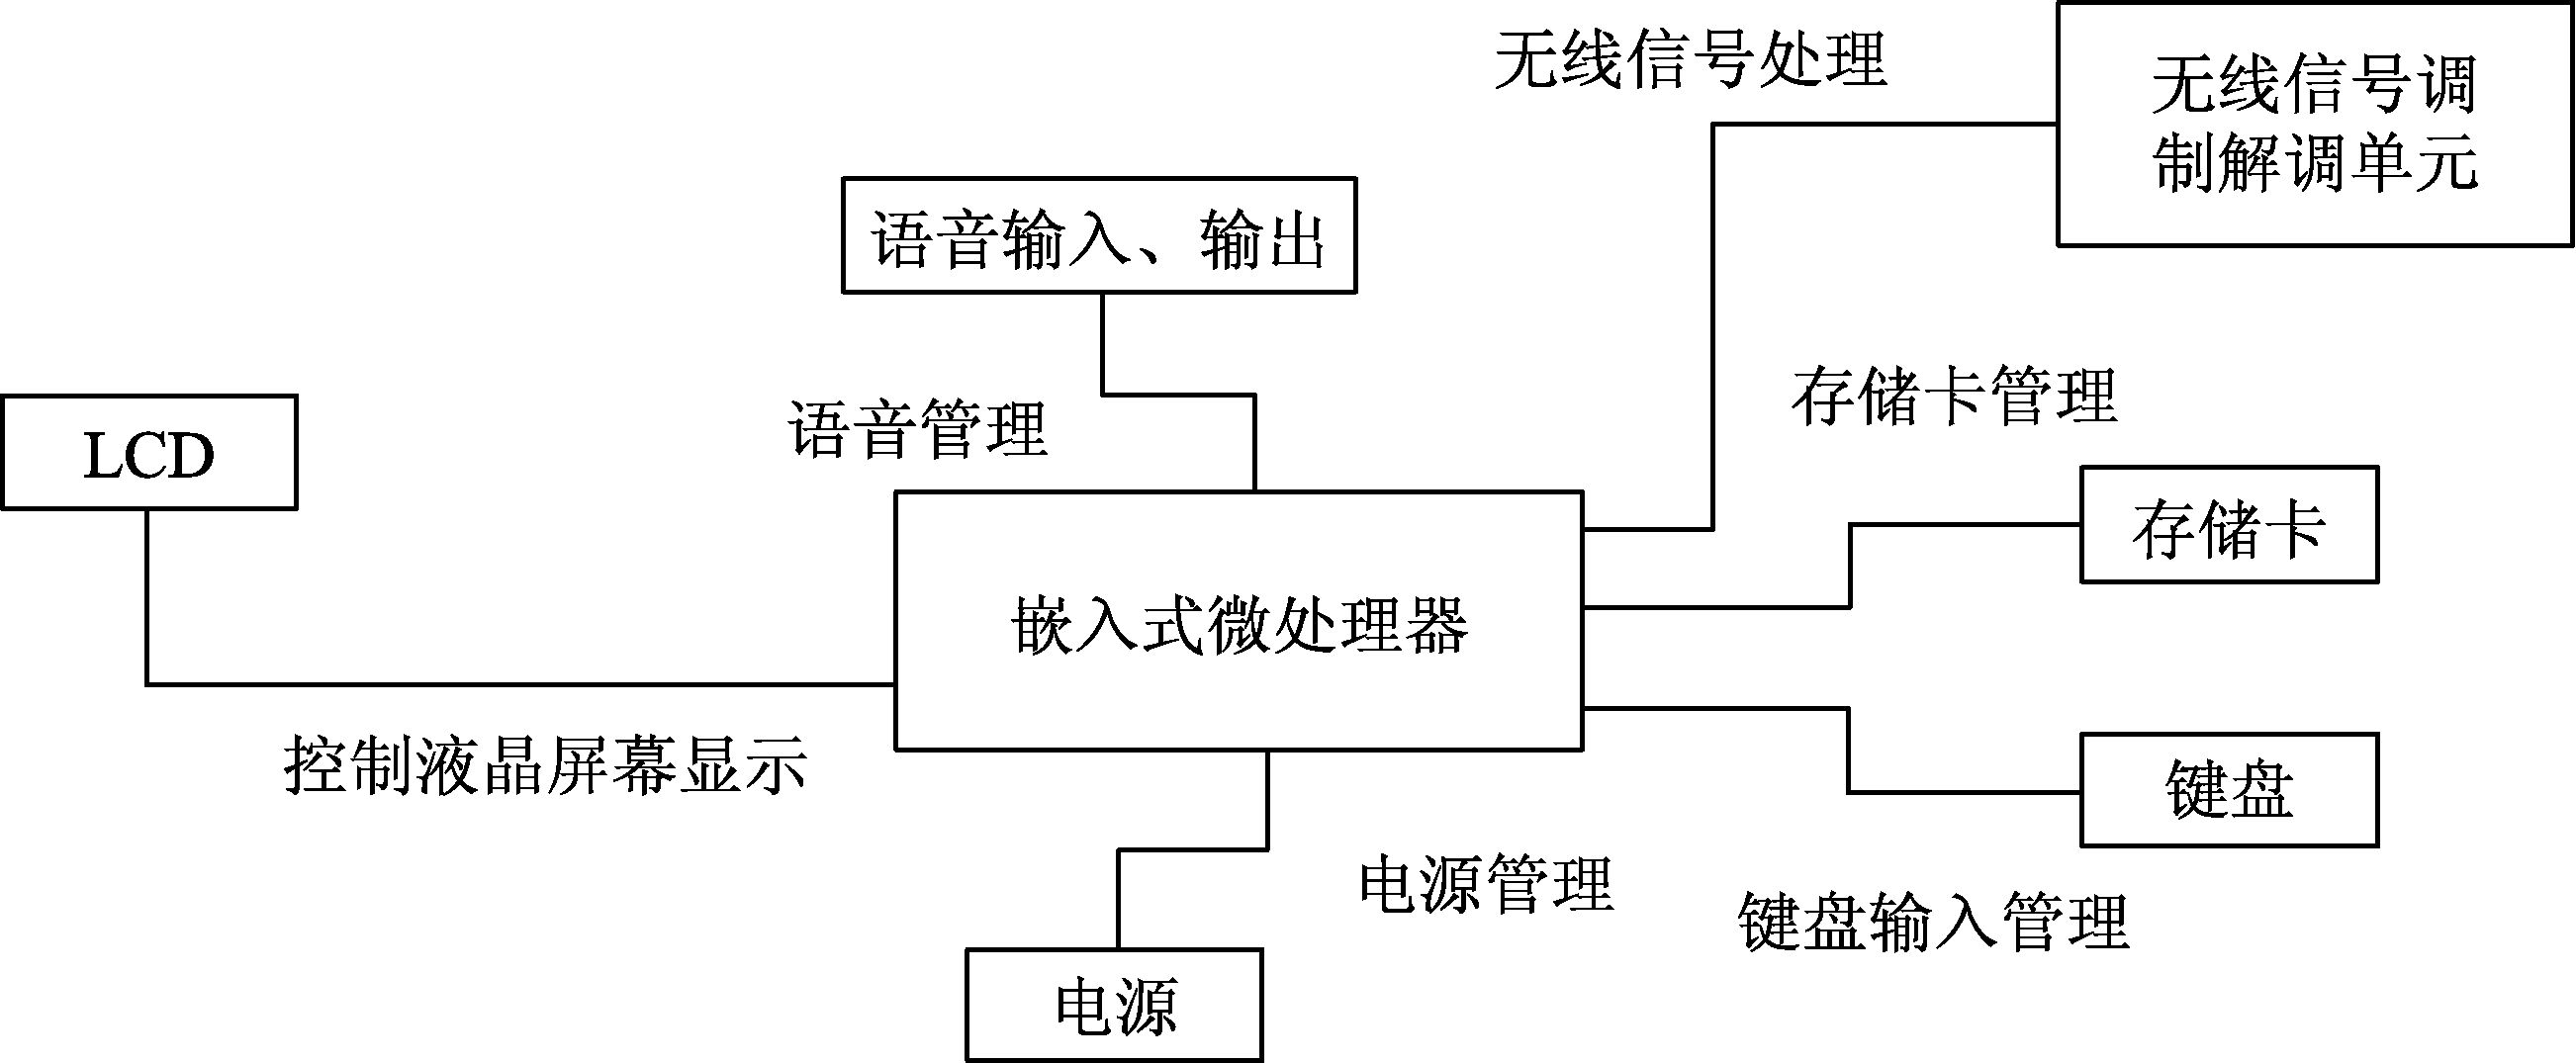 无线信号处理
无线信号调
制解调单元
语音输入、输出
存储卡管理
语音管理
LCD
存储卡
嵌入式微处理器
控制液晶屏幕显示
键盘
电源管理
键盘输入管理
电源